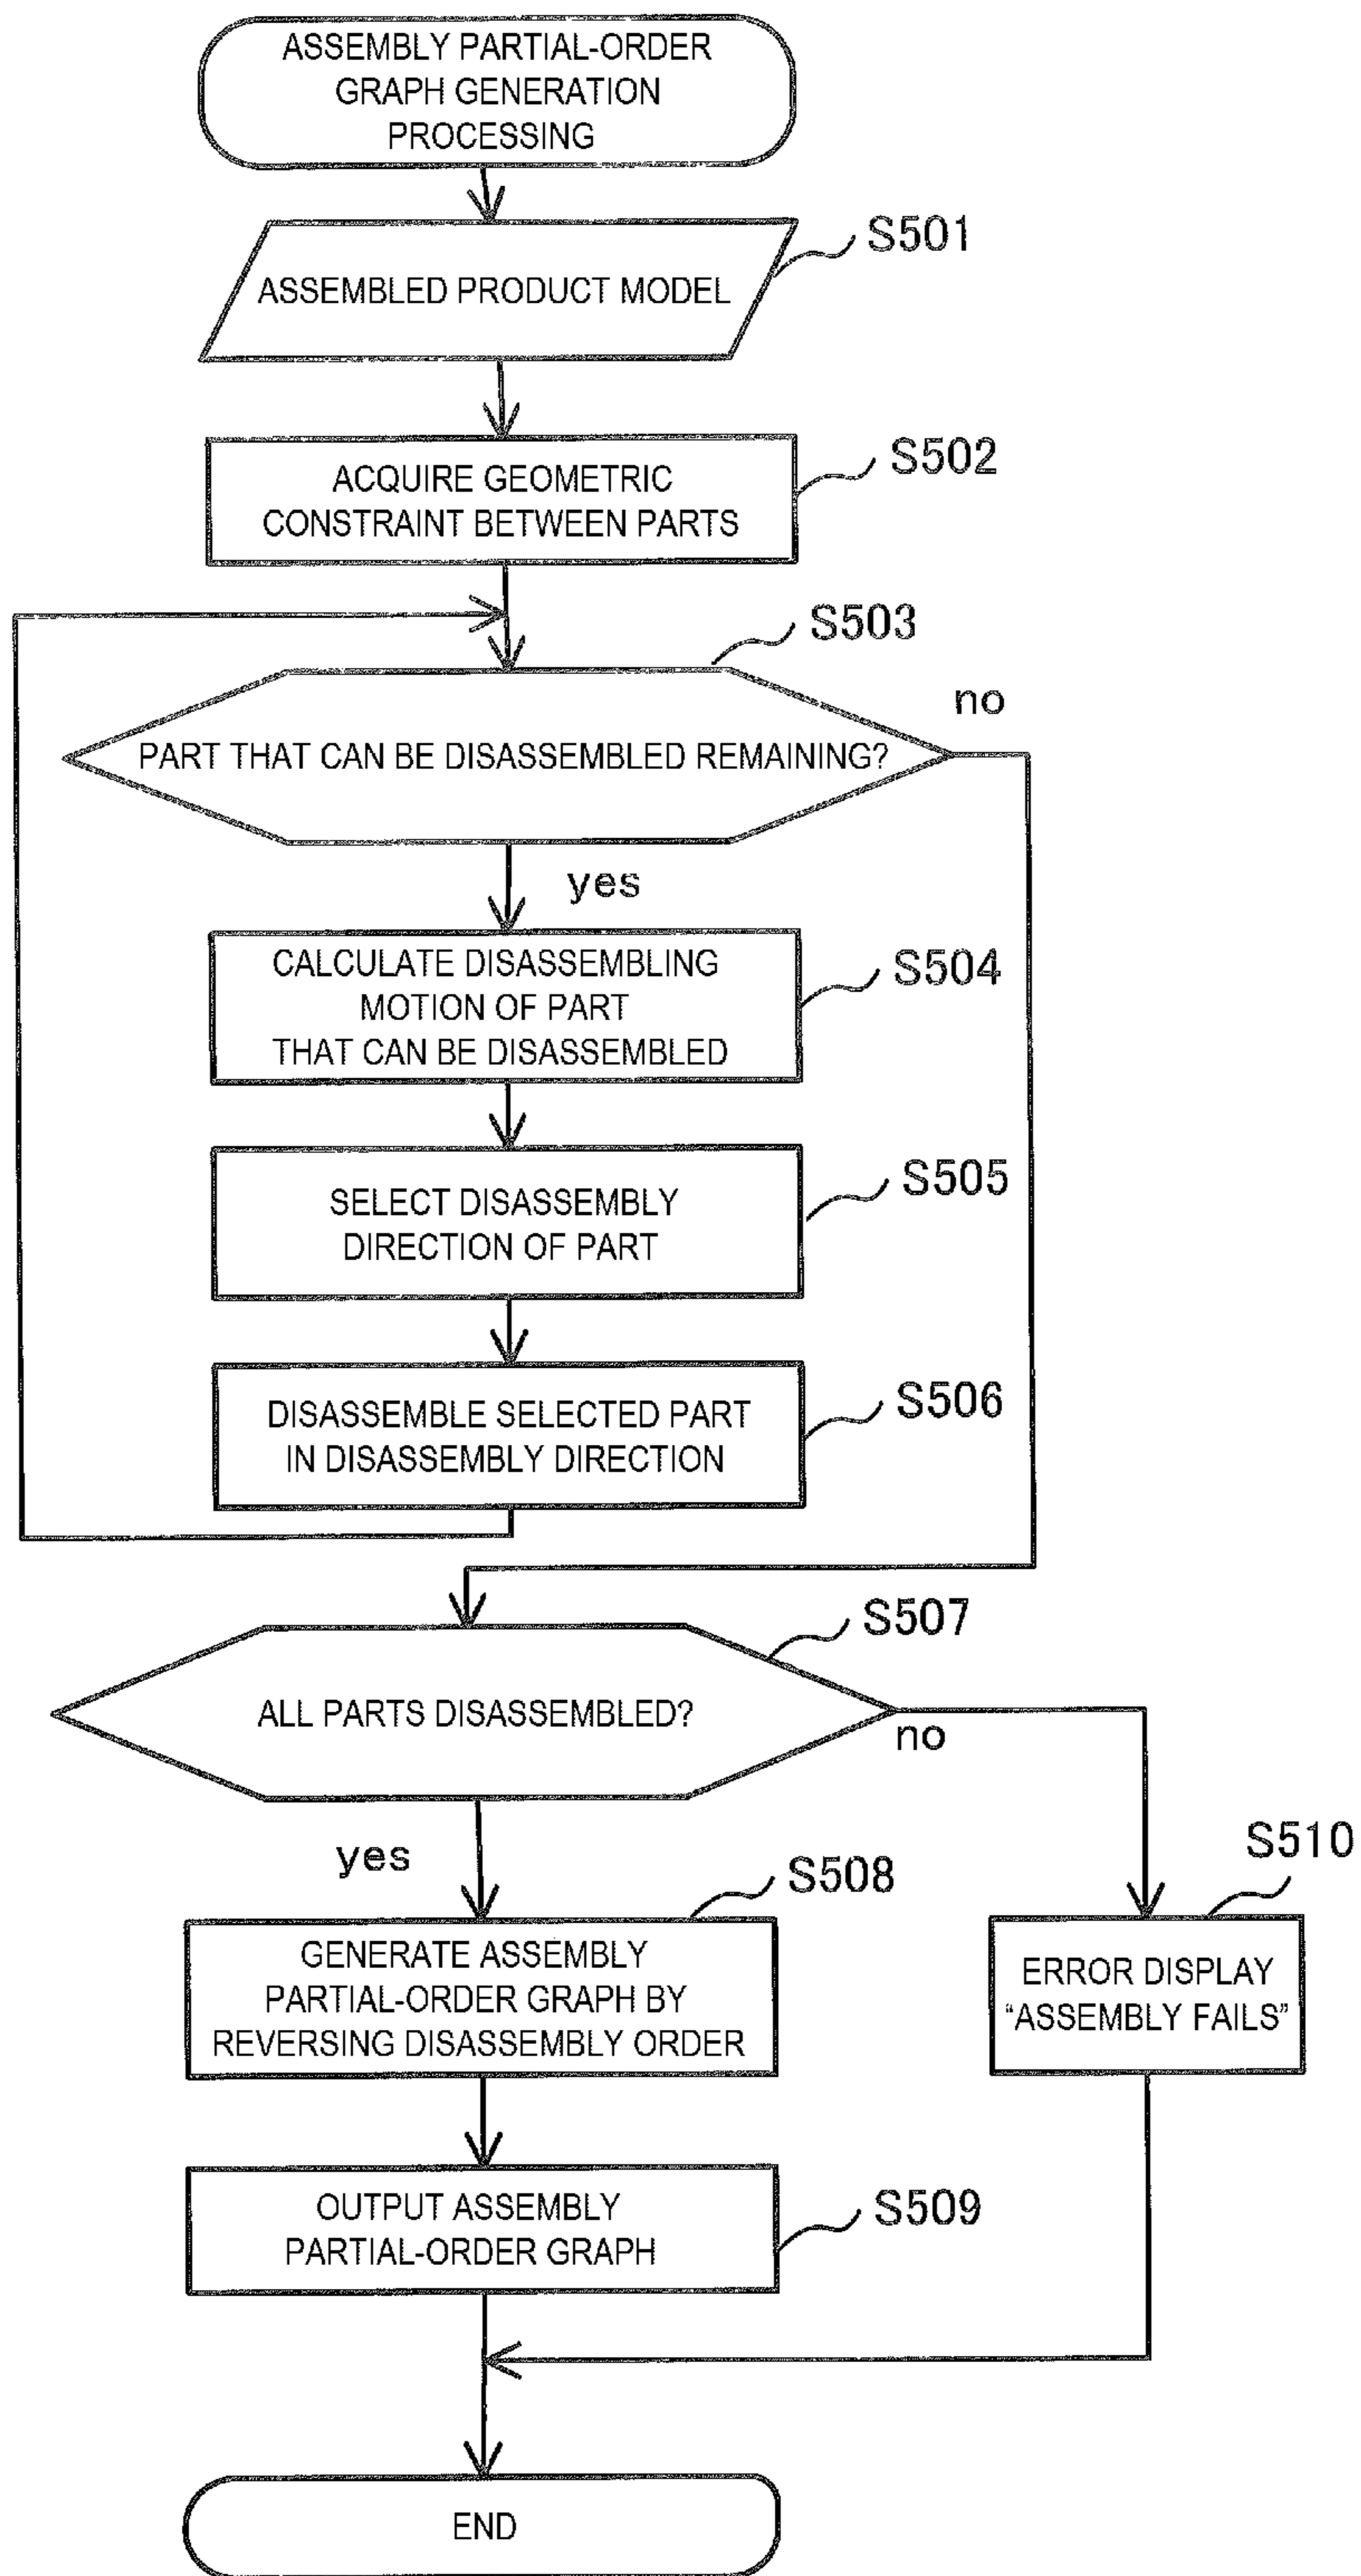 ASSEMBLY PARTIAL-ORDER
GRAPH GENERATION
PROCESSING
S501
ASSEMBLED PRODUCT MODEL
S502
ACQUIRE GEOMETRIC
CONSTRAINT BETWEEN PARTS
S503
no
PART THAT CAN BE DISASSEMBLED REMAINING?
yes
S504
CALCULATE DISASSEMBLING
MOTION OF PART
THAT CAN BE DISASSEMBLED
S505
SELECT DISASSEMBLY
DIRECTION OF PART
S506
DISASSEMBLE SELECTED PART
IN DISASSEMBLY DIRECTION
S507
ALL PARTS DISASSEMBLED?
no
yes
S508
GENERATE ASSEMBLY
PARTIAL-ORDER GRAPH BY
REVERSING DISASSEMBLY ORDER
S510
ERROR DISPLAY
“ASSEMBLY FAILS”
S509
OUTPUT ASSEMBLY
PARTIAL-ORDER GRAPH
END